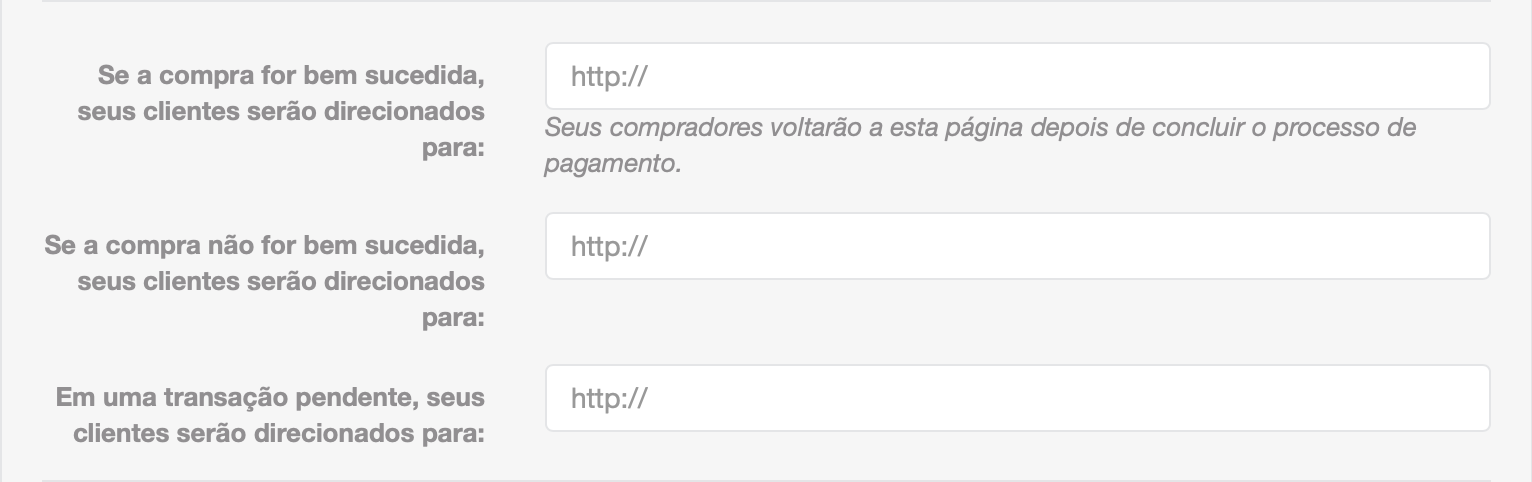 Se a compra for bem sucedida,
seus clientes serão direcionados
para:
http://
Seus compradores voltarão a esta página depois de concluir o processo de
pagamento.
Se a compra não for bem sucedida,
seus clientes serão direcionados
para:
http://
Em uma transação pendente, seus
clientes serão direcionados para:
http://